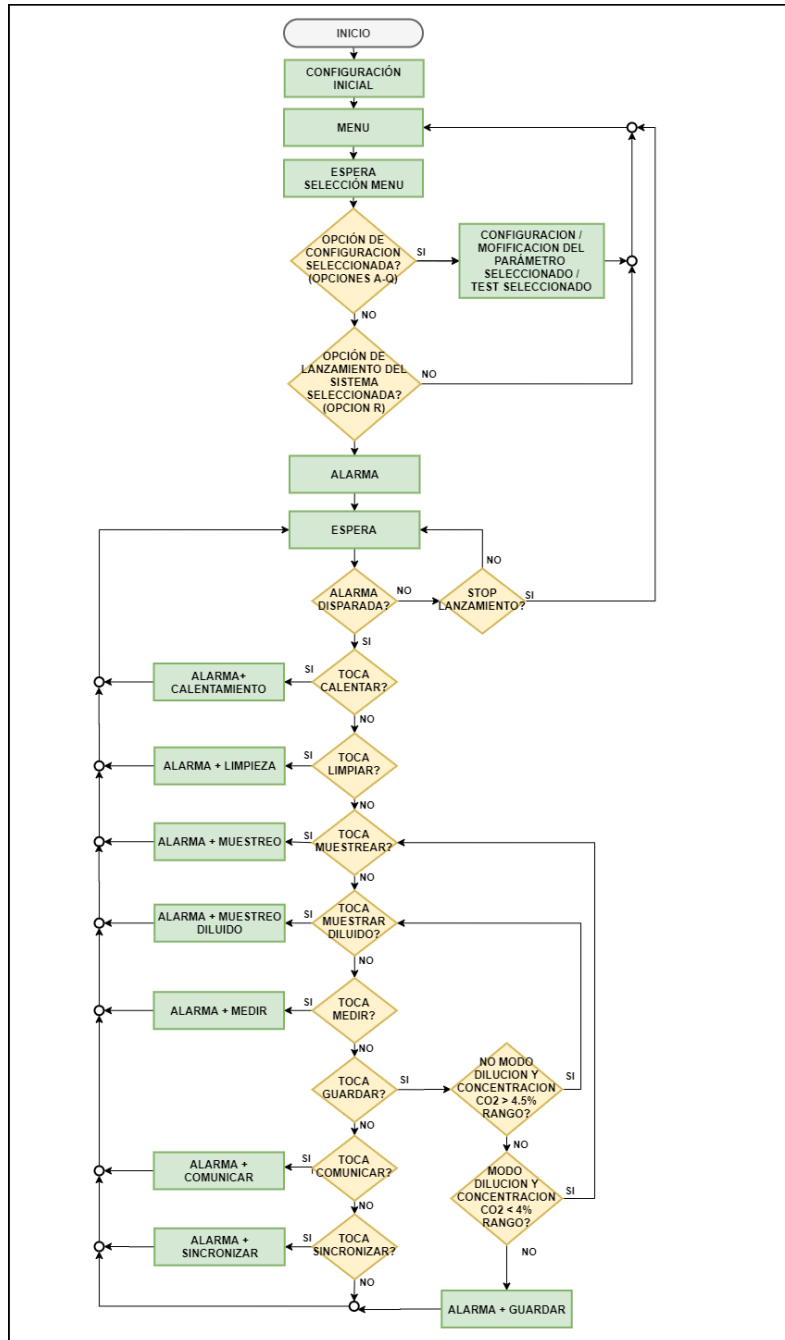 INICIO
CONFIGURACIÓN
INICIAL
MENU
ESPERA
SELECCIÓN MENU
OPCIÓN DE
CONFIGURACION
SELECCIONADA?
(OPCIONES A-Q)
SI
CONFIGURACION /
MOFIFICACION DEL
PARÁMETRO
SELECCIONADO /
TEST SELECCIONADO
NO
OPCIÓN DE
LANZAMIENTO DEL
SISTEMA
SELECCIONADA?
(OPCION R)
NO
ALARMA
ESPERA
NO
ALARMA
DISPARADA?
NO
STOP
LANZAMIENTO?
SI
SI
ALARMA+
CALENTAMIENTO
SI
TOCA
CALENTAR?
NO
ALARMA + LIMPIEZA
SI
TOCA
LIMPIAR?
NO
ALARMA + MUESTREO
SI
TOCA
MUESTREAR?
NO
ALARMA + MUESTREO
DILUIDO
SI
TOCA
MUESTRAR
DILUIDO?
NO
ALARMA + MEDIR
SI
TOCA
MEDIR?
NO
TOCA
GUARDAR?
SI
NO MODO
DILUCION Y
CONCENTRACION
CO2 > 4.5%
RANGO?
SI
NO
NO
ALARMA +
COMUNICAR
SI
TOCA
COMUNICAR?
MODO
DILUCION Y
CONCENTRACION
CO2 < 4%
RANGO?
SI
NO
ALARMA +
SINCRONIZAR
SI
TOCA
SINCRONIZAR?
NO
NO
ALARMA + GUARDAR